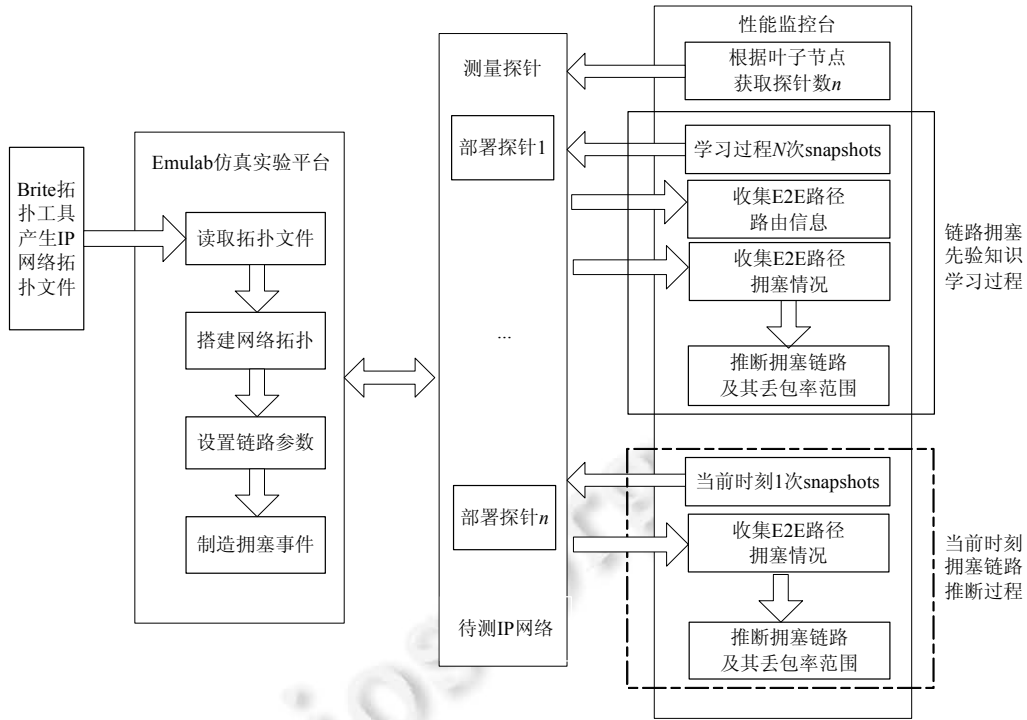 Brite拓
扑工具
产生IP
网络拓
扑文件
Emulab仿真实验平台
读取拓扑文件
搭建网络拓扑
设置链路参数
制造拥塞事件
测量探针
部署探针1
...
部署探针n
待测IP网络
性能监控台
根据叶子节点
获取探针数n
学习过程N次snapshots
收集E2E路径
路由信息
收集E2E路径
拥塞情况
推断拥塞链路
及其丢包率范围
链路拥塞
先验知识
学习过程
当前时刻1次snapshots
收集E2E路径
拥塞情况
推断拥塞链路
及其丢包率范围
当前时刻
拥塞链路
推断过程